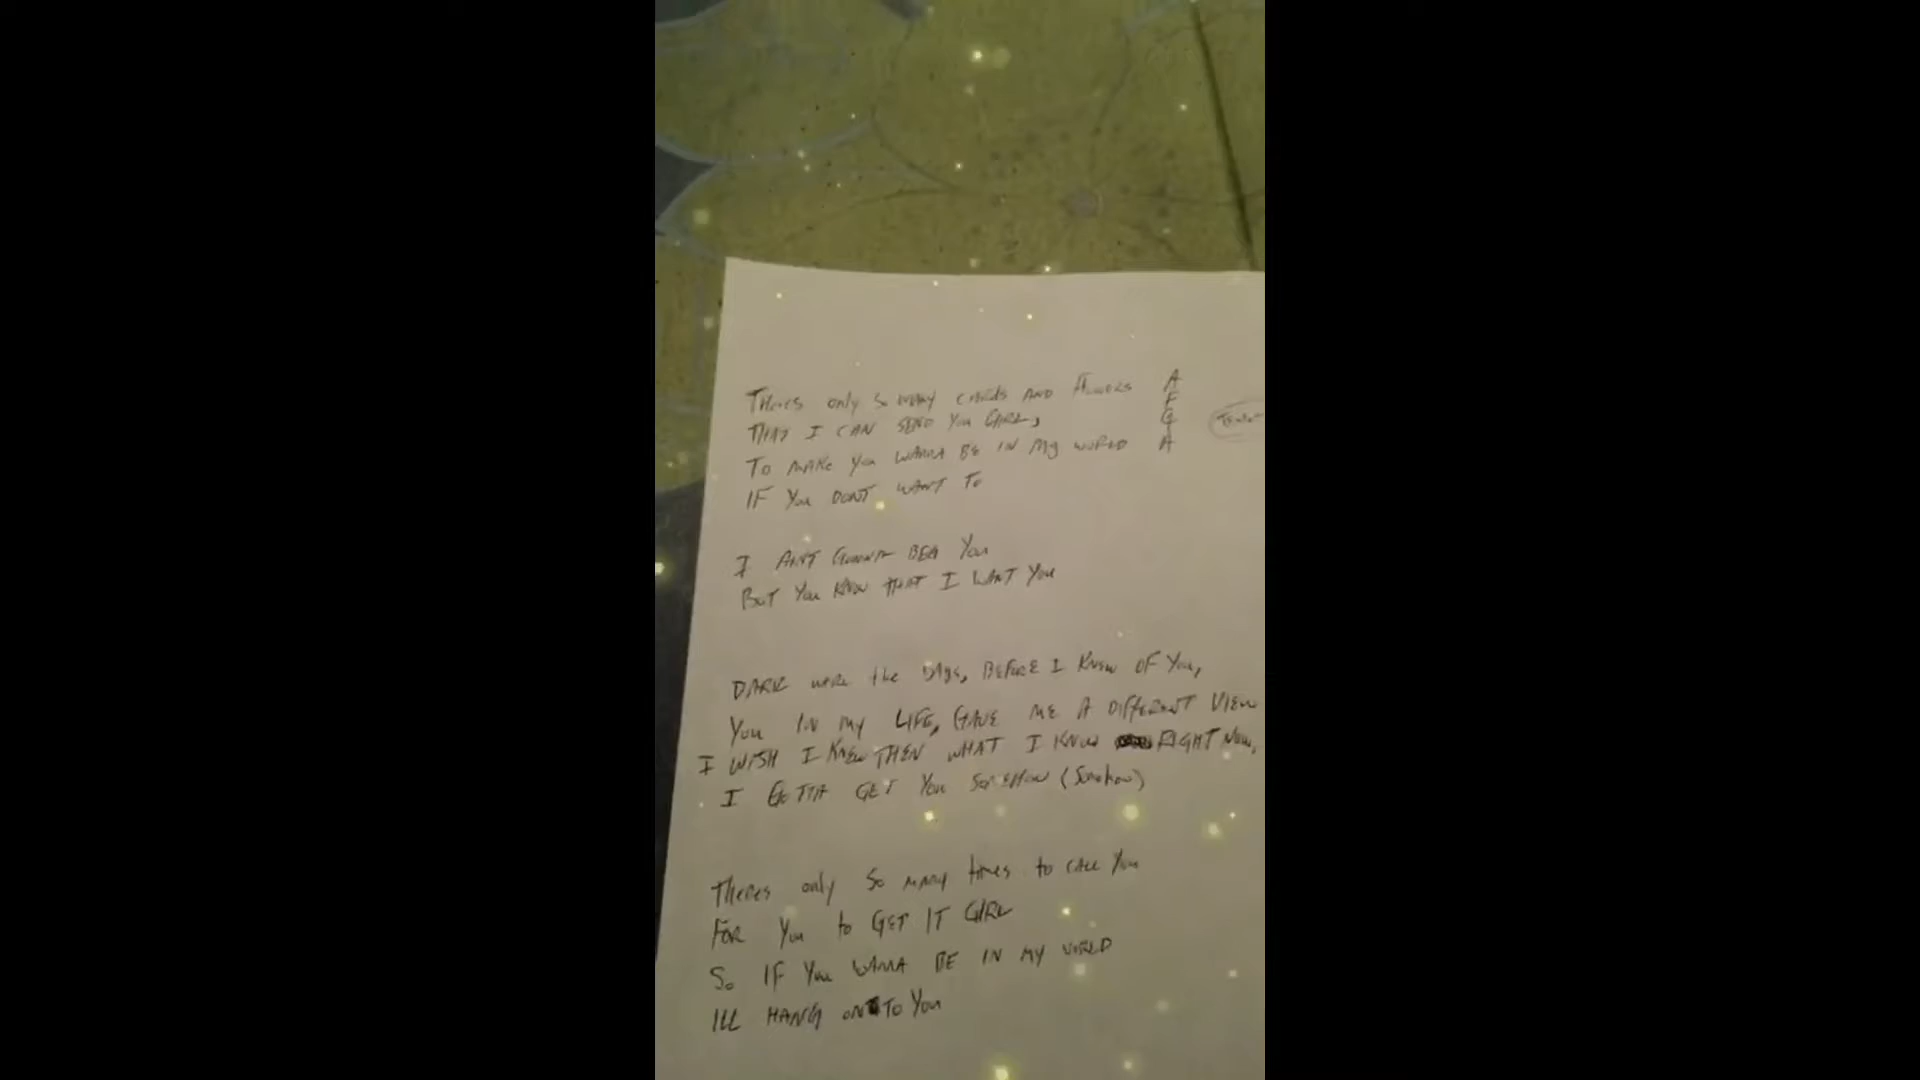 THERES only So many CARDS AND FLOWERS
THAT I CAN SEND You GIRL,
TO MAKE YOU WANNA BE IN My WORLD
IF You DONT WANT To
A
F
G
A
I AINT GUNNA BEG You
BUT You KNOW THAT I WANT You
DARK WERE the DAys, BEFORE I KNEW OF You,
You IN my LIFE, GAVE ME A DIFFERENT VIEW
I WISH I KNEW THEN WHAT I KNOW RIGHT NOW,
I GOTTA GET You SOMEHOW (Somehow)
THERES only So many times to CALL You
FOR You to GET IT GIRL
So IF You WANNA BE IN MY WORLD
ILL HANG ON TO You